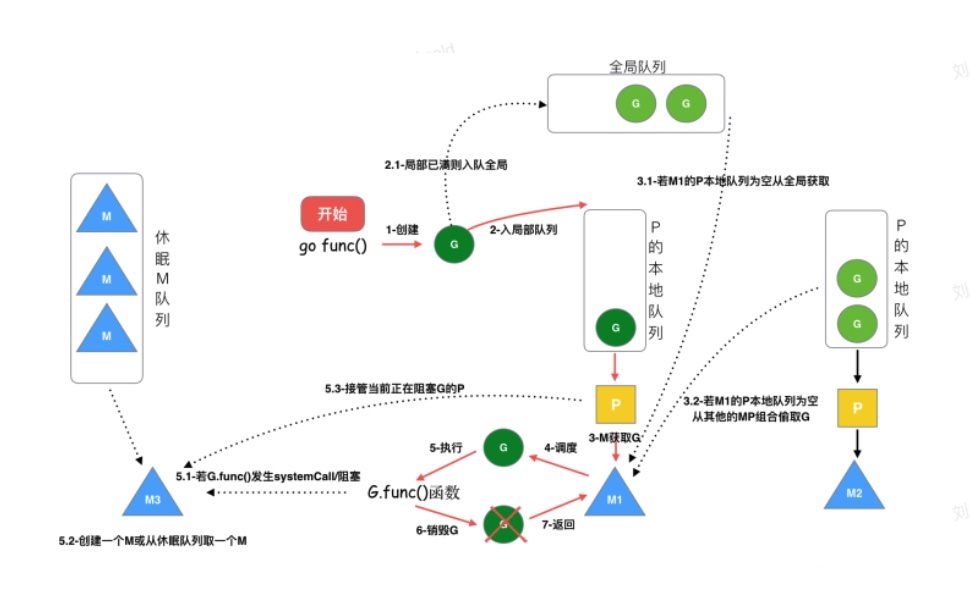 全局队列
G
G
2.1-局部已满则入队全局
3.1-若M1的P本地队列为空从全局获取
开始
go func()
1-创建
G
2-入局部队列
M
M
M
休眠M队列
G
P的本地队列
G
G
P的本地队列
5.3-接管当前正在阻塞G的P
P
3-M获取G
3.2-若M1的P本地队列为空
从其他的MP组合偷取G
P
5-执行
G
4-调度
5.1-若G.func()发生systemCall/阻塞
G.func()函数
M3
M1
M2
6-销毁G
G
7-返回
5.2-创建一个M或从休眠队列取一个M
刘
刘
刘